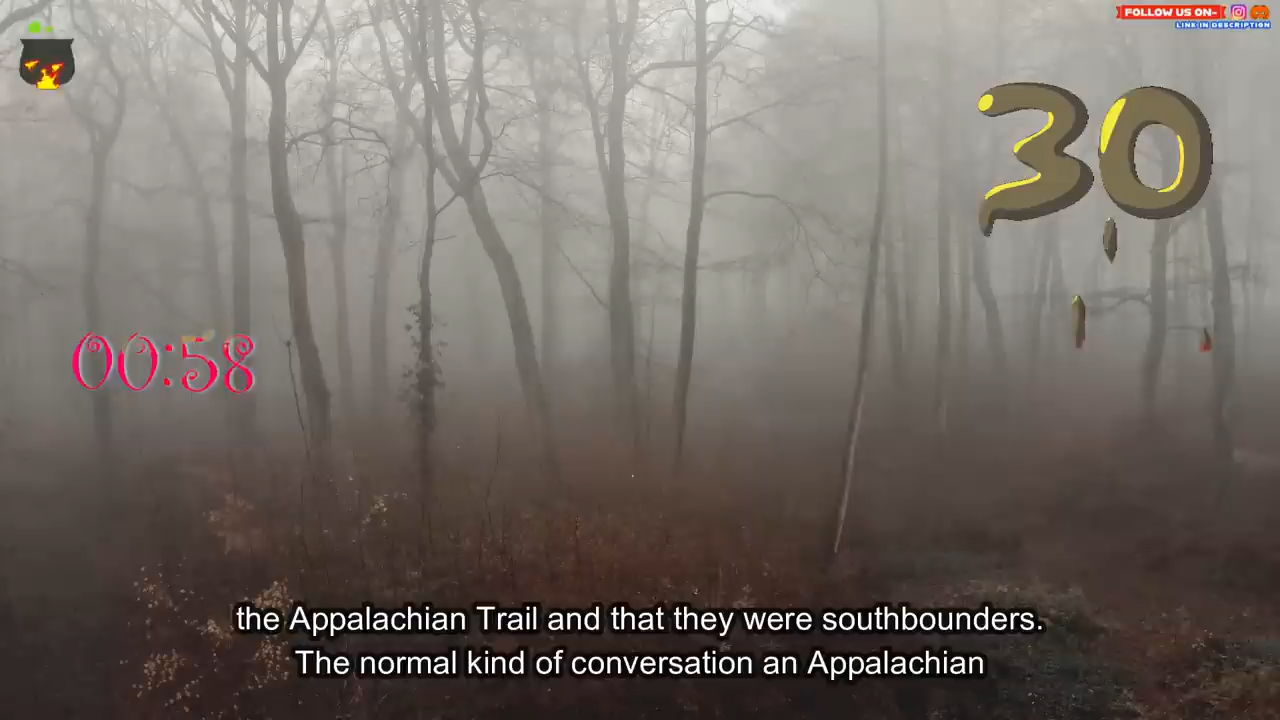 FOLLOW US ON-
LINK IN DESCRIPTION
30
00:58
the Appalachian Trail and that they were southbounders.
The normal kind of conversation an Appalachian